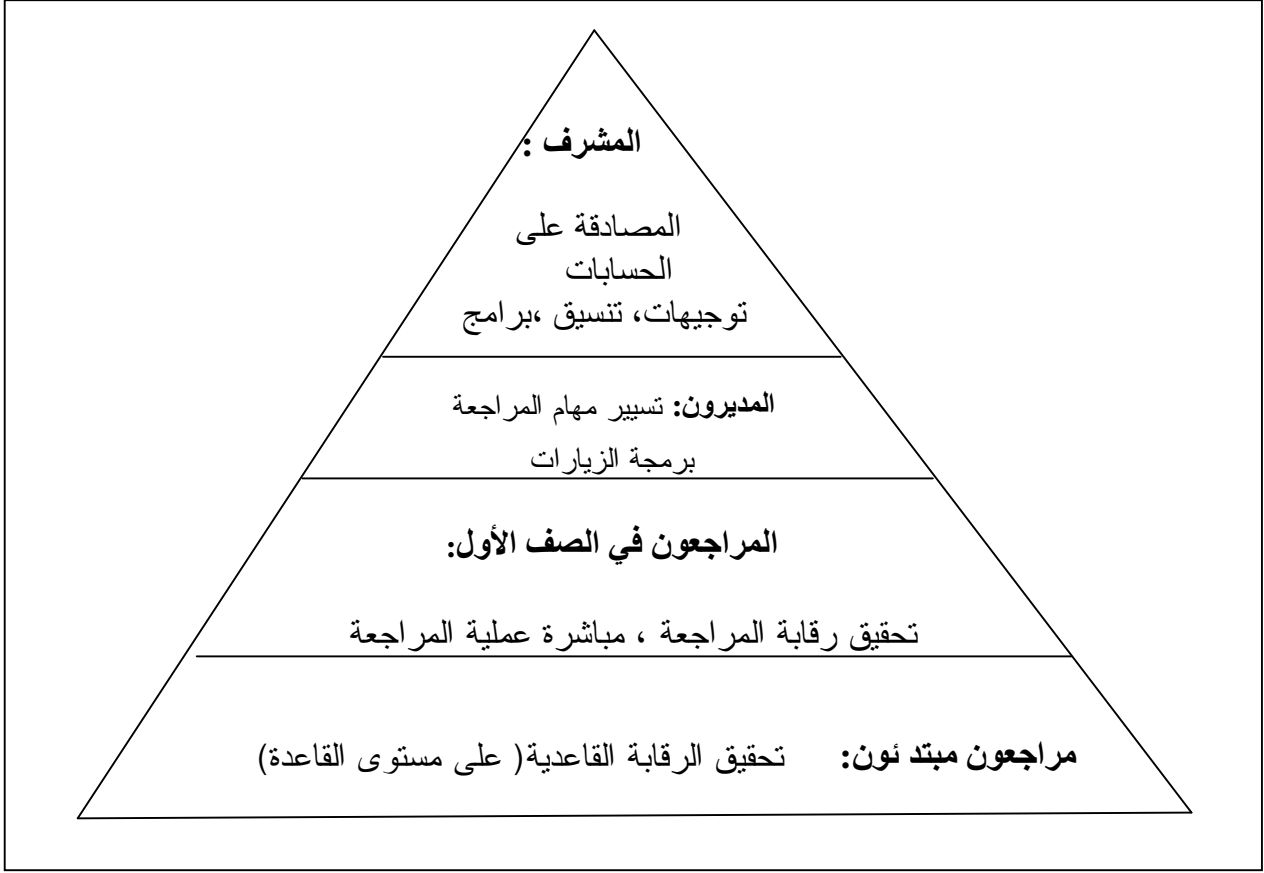 المشرف :
المصادقة على
الحسابات
توجيهات، تنسيق ،برامج
المديرون: تسيير مهام المراجعة
برمجة الزيارات
المراجعون في الصف الأول:
تحقيق رقابة المراجعة ، مباشرة عملية المراجعة
مراجعون مبتد ئون: تحقيق الرقابة القاعدية( على مستوى القاعدة)